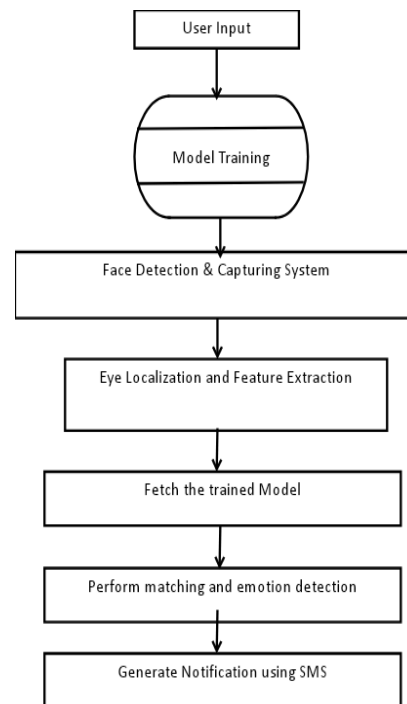 User Input
Model Training
Face Detection & Capturing System
Eye Localization and Feature Extraction
Fetch the trained Model
Perform matching and emotion detection
Generate Notification using SMS